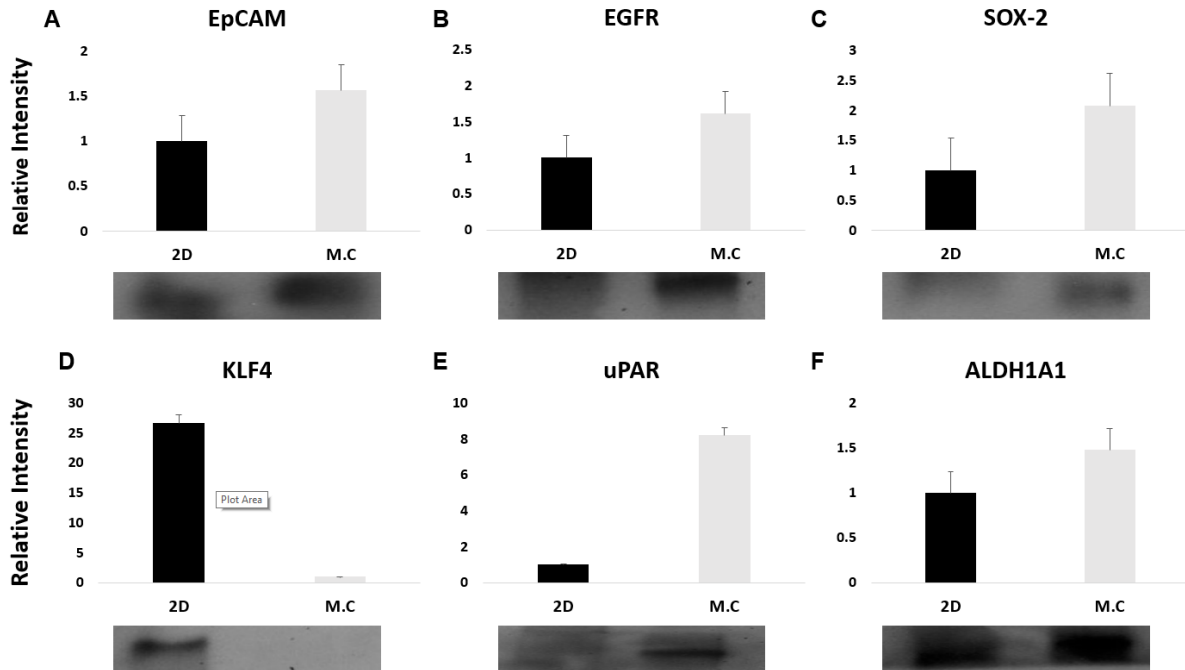 A
EpCAM
B
EGFR
C
SOX-2
Relative Intensity
2
1.5
1
0.5
0
2D
M.C
2.5
2
1.5
1
0.5
0
2D
M.C
3
2.5
2
1.5
1
0.5
0
2D
M.C
D
KLF4
E
uPAR
F
ALDH1A1
Relative Intensity
30
25
20
15
10
5
0
Plot Area
2D
M.C
10
8
6
4
2
0
2D
M.C
2
1.5
1
0.5
0
2D
M.C